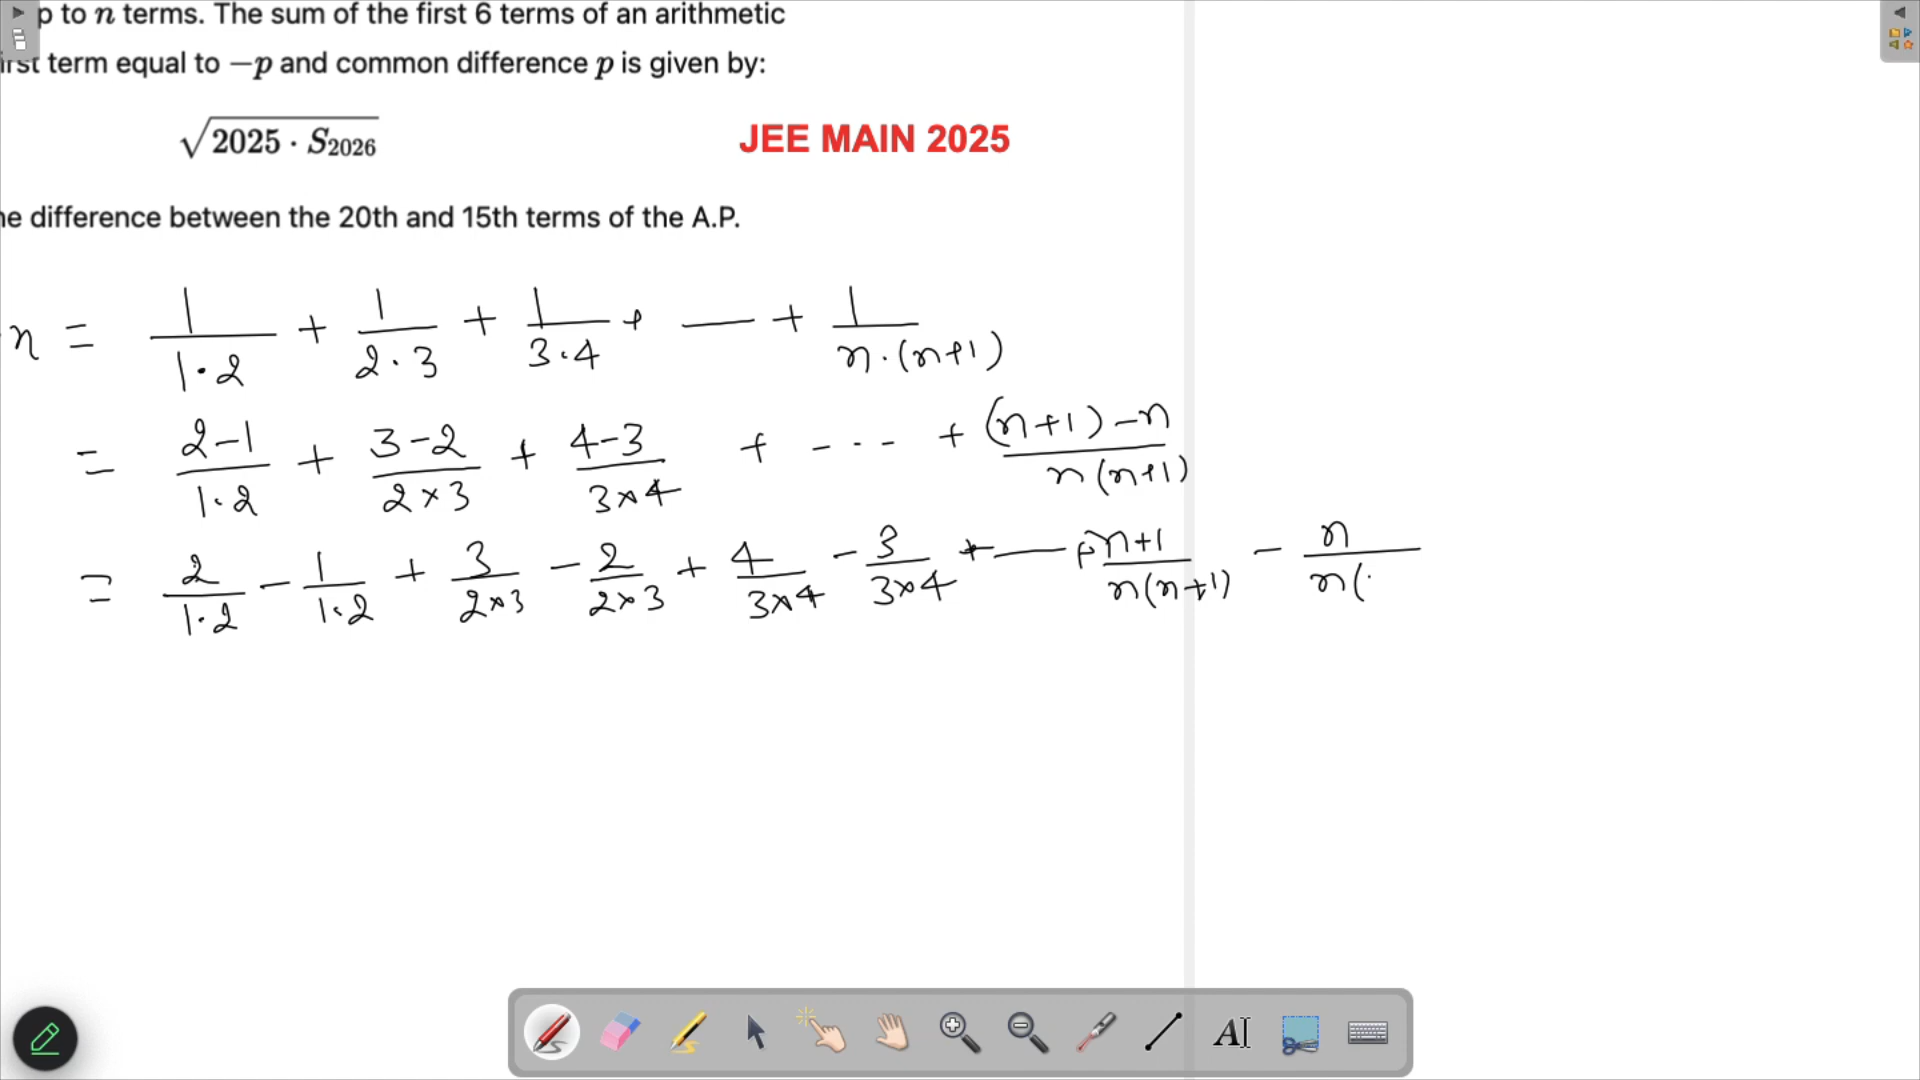 p to n terms. The sum of the first 6 terms of an arithmetic
irst term equal to −p and common difference p is given by:
√2025 · S₂₀₂₆
JEE MAIN 2025
he difference between the 20th and 15th terms of the A.P.
n = 1/(1·2) + 1/(2·3) + 1/(3·4) + — + 1/(n·(n+1))
= (2−1)/(1·2) + (3−2)/(2×3) + (4−3)/(3×4) + - - - + ((n+1)−n)/(n(n+1))
= 2/(1·2) − 1/(1·2) + 3/(2×3) − 2/(2×3) + 4/(3×4) − 3/(3×4) + — + (n+1)/(n(n+1)) − n/(n(
AI